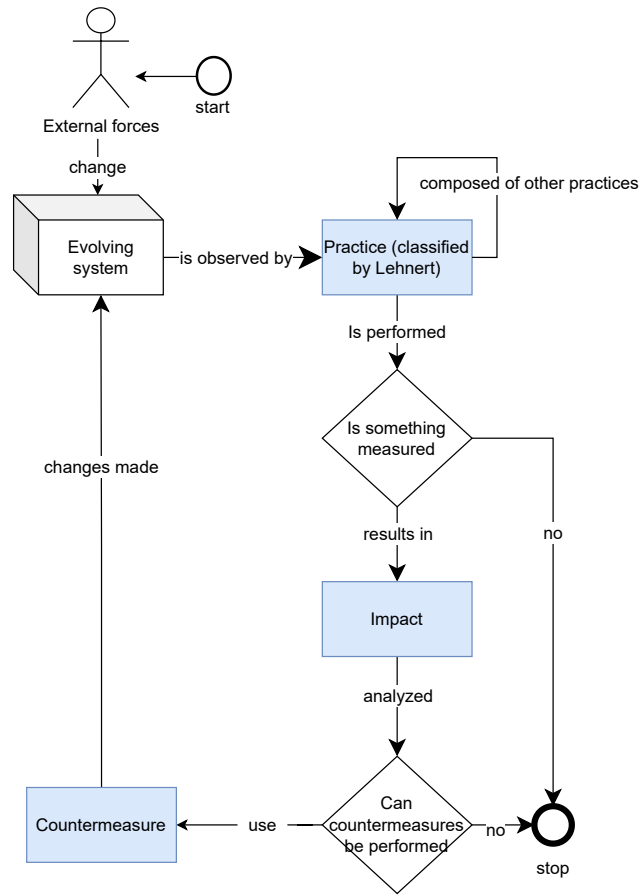 start
External forces
change
composed of other practices
Evolving
system
is observed by
Practice (classified
by Lehnert)
Is performed
Is something
measured
changes made
results in
no
Impact
analyzed
Countermeasure
use
Can
countermeasures
be performed
no
stop